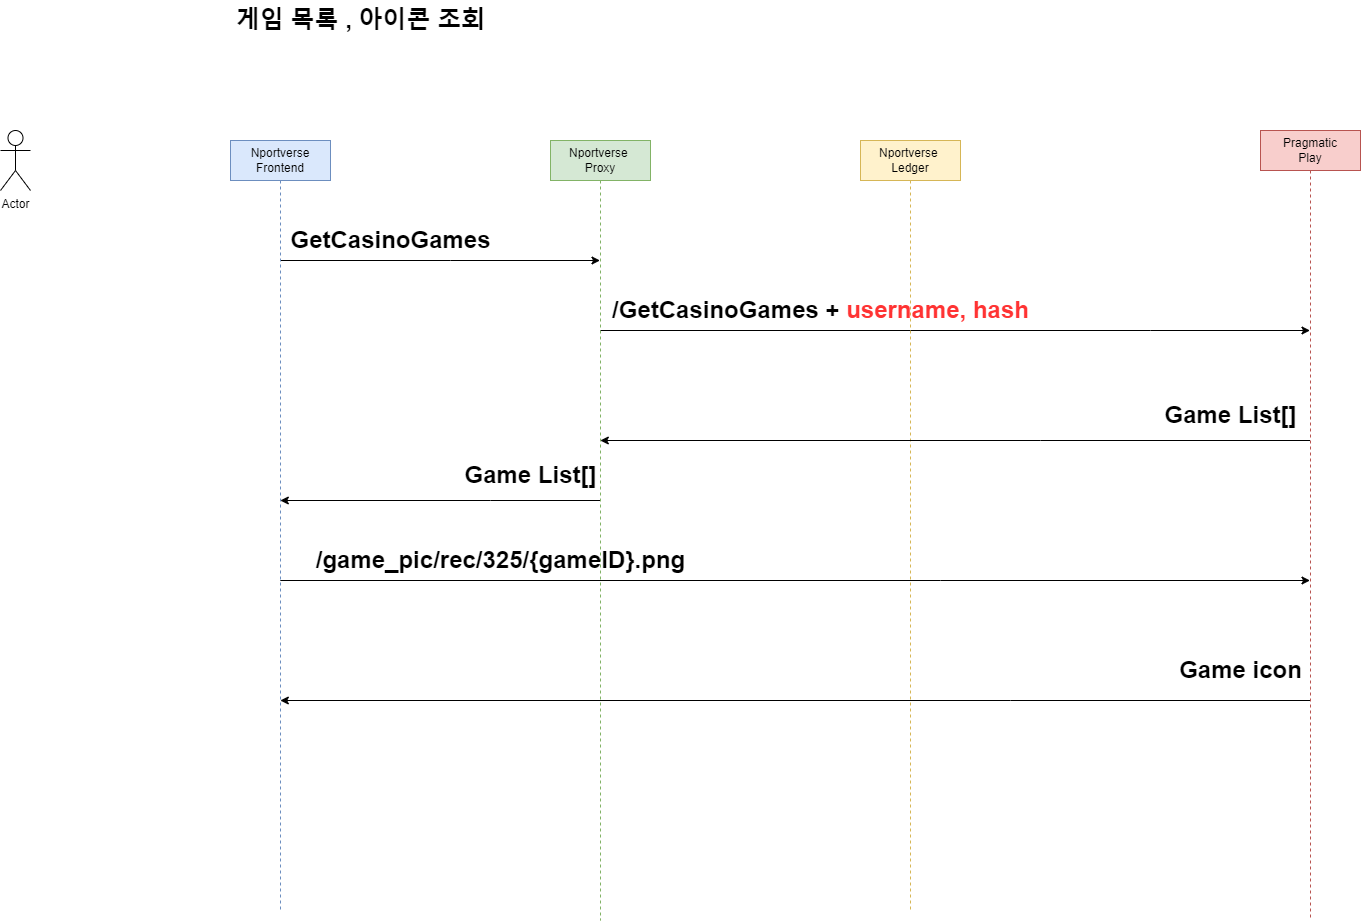 게임 목록 , 아이콘 조회
Actor
Nportverse
Frontend
Nportverse
Proxy
Nportverse
Ledger
Pragmatic
Play
GetCasinoGames
/GetCasinoGames + username, hash
Game List[]
Game List[]
/game_pic/rec/325/{gameID}.png
Game icon